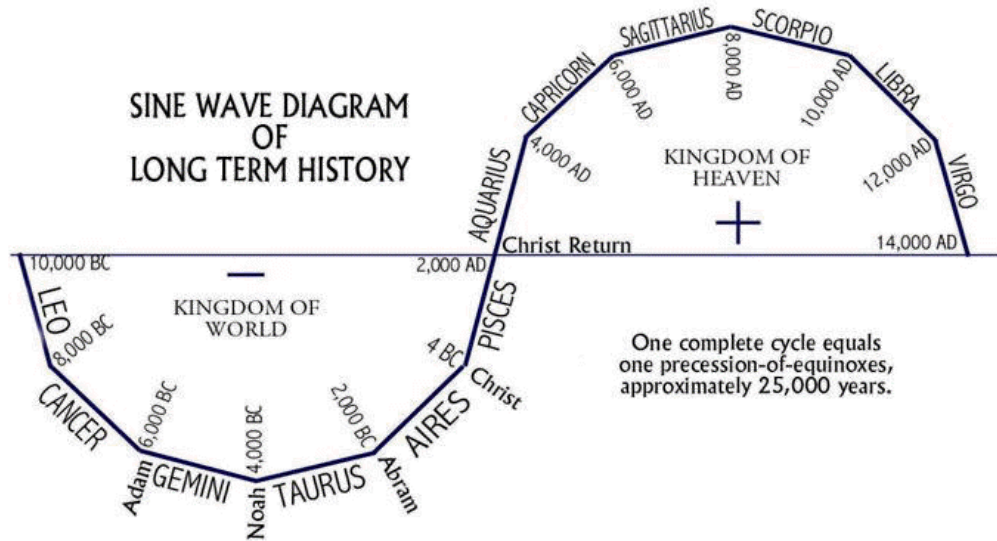 SINE WAVE DIAGRAM
OF
LONG TERM HISTORY
10,000 BC
LEO
8,000 BC
CANCER
6,000 BC
Adam
GEMINI
4,000 BC
Noah
TAURUS
2,000 BC
Abram
AIRES
4 BC
Christ
PISCES
2,000 AD
Christ Return
AQUARIUS
4,000 AD
CAPRICORN
6,000 AD
SAGITTARIUS
8,000 AD
SCORPIO
10,000 AD
LIBRA
12,000 AD
VIRGO
14,000 AD
KINGDOM OF
WORLD
−
KINGDOM OF
HEAVEN
+
One complete cycle equals
one precession-of-equinoxes,
approximately 25,000 years.